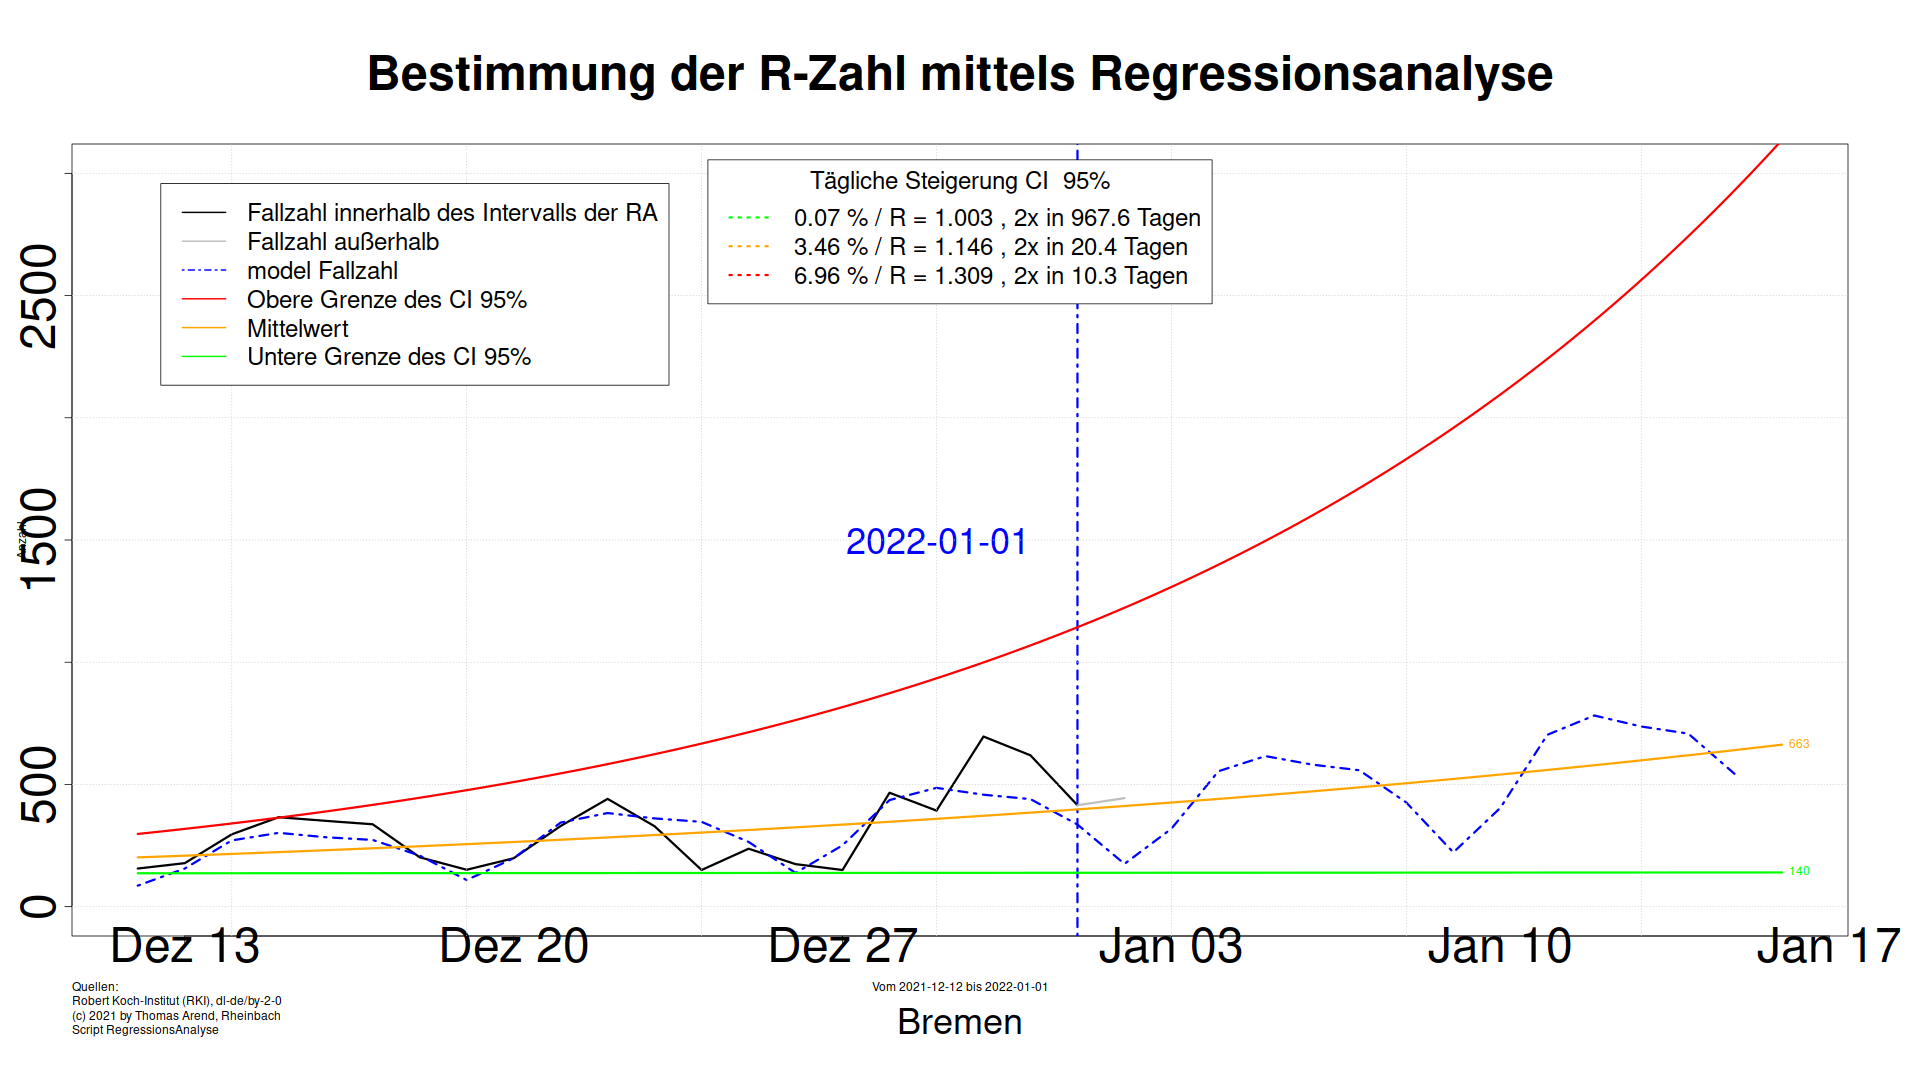 Bestimmung der R-Zahl mittels Regressionsanalyse
Fallzahl innerhalb des Intervalls der RA
Fallzahl außerhalb
model Fallzahl
Obere Grenze des CI 95%
Mittelwert
Untere Grenze des CI 95%
Tägliche Steigerung CI 95%
0.07 % / R = 1.003 , 2x in 967.6 Tagen
3.46 % / R = 1.146 , 2x in 20.4 Tagen
6.96 % / R = 1.309 , 2x in 10.3 Tagen
2500
1500
500
0
Anzahl
2022-01-01
663
140
Dez 13
Dez 20
Dez 27
Jan 03
Jan 10
Jan 17
Quellen:
Robert Koch-Institut (RKI), dl-de/by-2-0
(c) 2021 by Thomas Arend, Rheinbach
Script RegressionsAnalyse
Vom 2021-12-12 bis 2022-01-01
Bremen